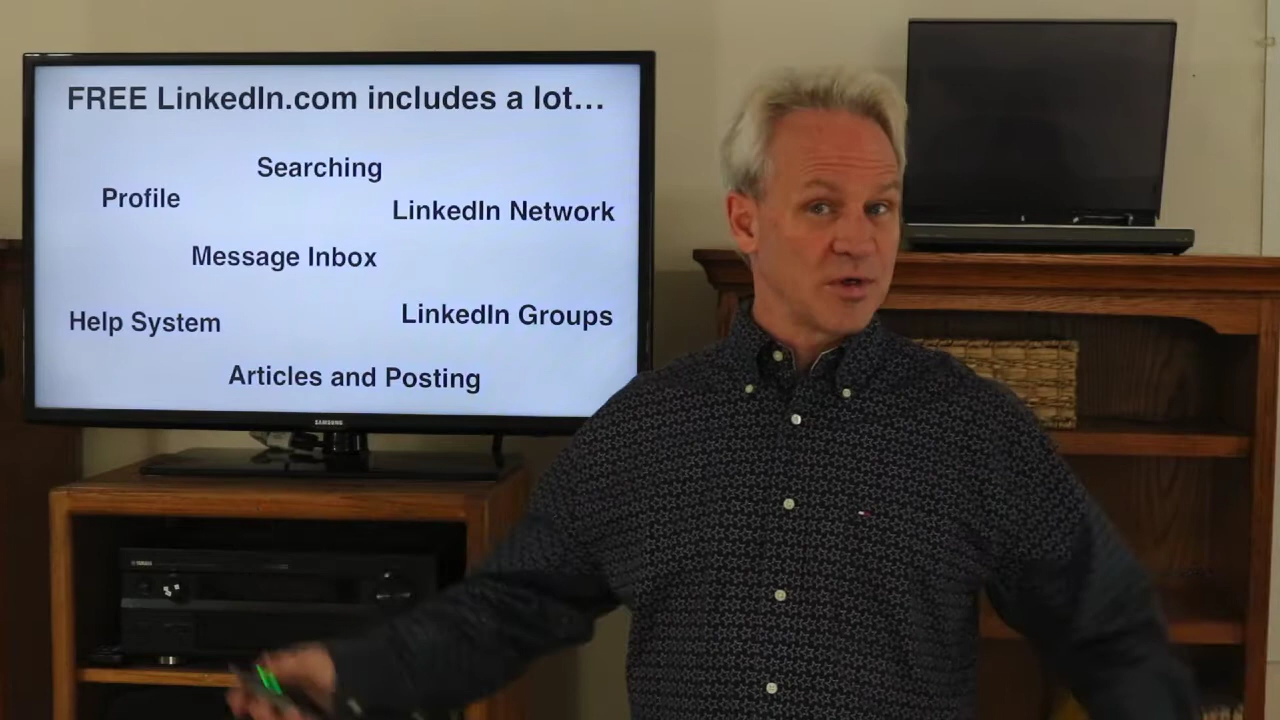 FREE LinkedIn.com includes a lot...
Searching
Profile
LinkedIn Network
Message Inbox
Help System
LinkedIn Groups
Articles and Posting
SAMSUNG
YAMAHA